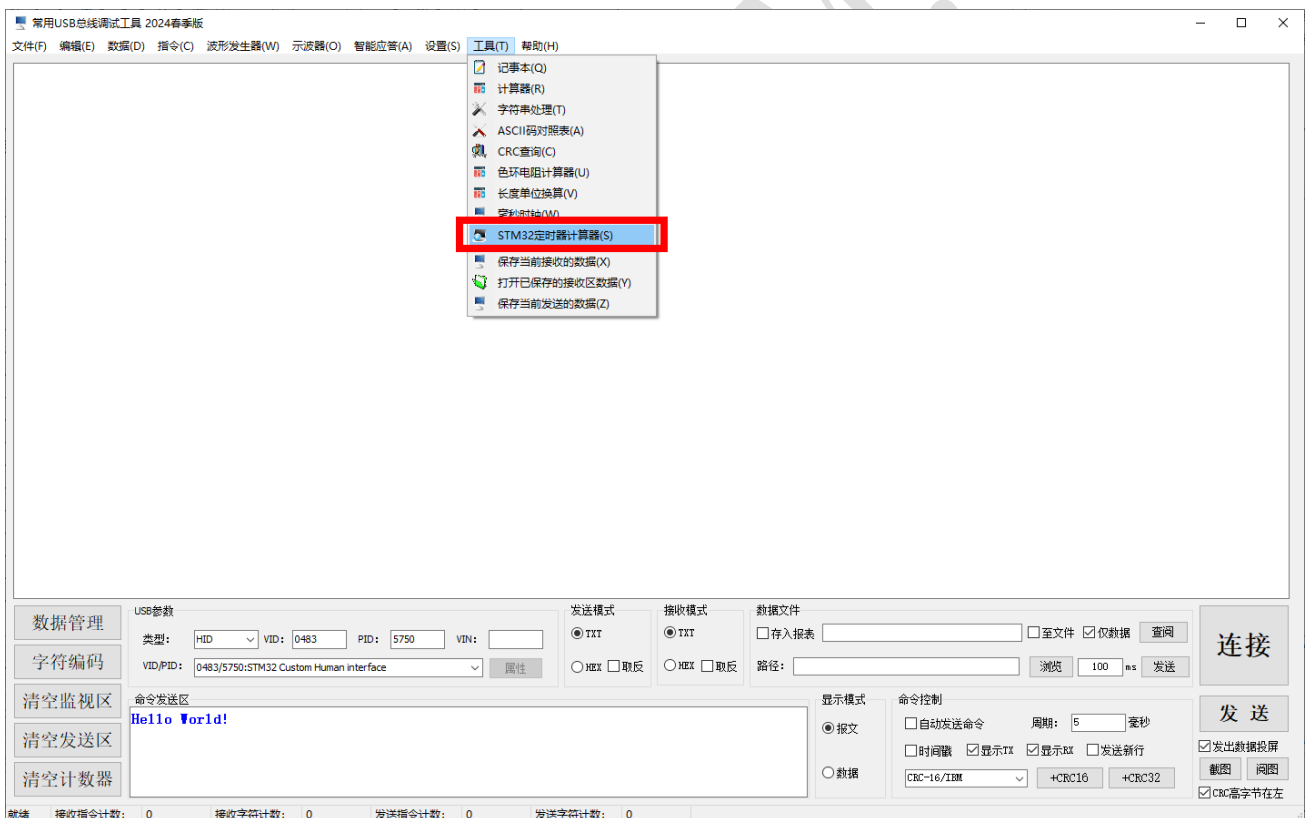 常用USB总线调试工具 2024春季版
文件(F) 编辑(E) 数据(D) 指令(C) 波形发生器(W) 示波器(O) 智能应答(A) 设置(S) 工具(T) 帮助(H)
记事本(Q)
计算器(R)
字符串处理(T)
ASCII码对照表(A)
CRC查询(C)
色环电阻计算器(U)
长度单位换算(V)
毫秒时钟(W)
STM32定时器计算器(S)
保存当前接收的数据(X)
打开已保存的接收区数据(Y)
保存当前发送的数据(Z)
数据管理
字符编码
清空监视区
清空发送区
清空计数器
USB参数
类型: HID VID: 0483 PID: 5750 VIN:
VID/PID: 0483/5750:STM32 Custom Human interface 属性
发送模式
TXT
HEX 取反
接收模式
TXT
HEX 取反
数据文件
存入报表 至文件 仅数据 查阅
路径: 浏览 100 ms 发送
连接
命令发送区
Hello World!
显示模式
报文
数据
命令控制
自动发送命令 周期: 5 毫秒
时间戳 显示TX 显示RX 发送新行
CRC-16/IBM +CRC16 +CRC32
发 送
发出数据投屏
截图 阅图
CRC高字节在左
就绪 接收指令计数: 0 接收字符计数: 0 发送指令计数: 0 发送字符计数: 0